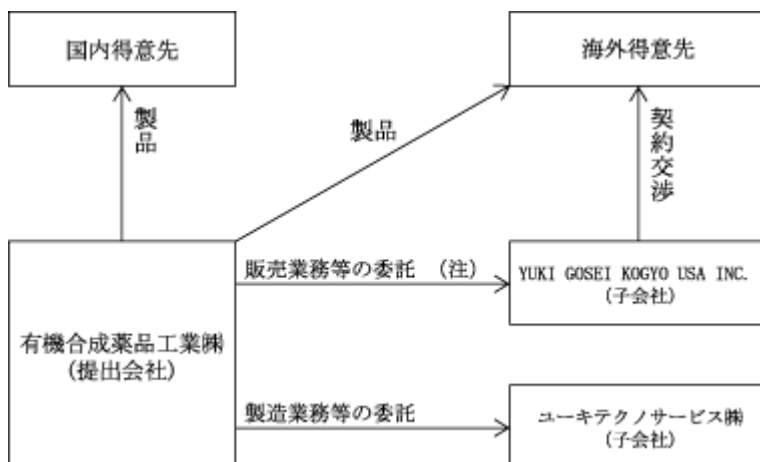 国内得意先
海外得意先
製品
製品
契約交渉
販売業務等の委託 （注）
YUKI GOSEI KOGYO USA INC.
(子会社)
有機合成薬品工業㈱
(提出会社)
製造業務等の委託
ユーキテクノサービス㈱
(子会社)